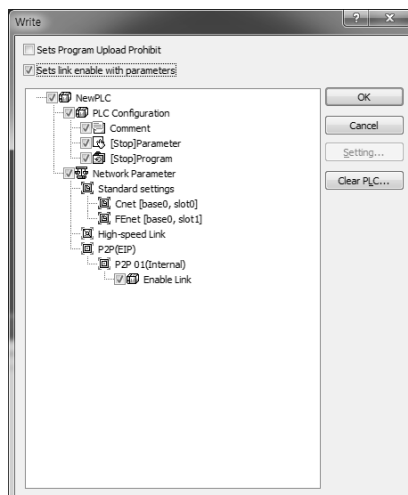 Write
Sets Program Upload Prohibit
Sets link enable with parameters
NewPLC
PLC Configuration
Comment
[Stop]Parameter
[Stop]Program
Network Parameter
Standard settings
Cnet [base0, slot0]
FEnet [base0, slot1]
High-speed Link
P2P(EIP)
P2P 01(Internal)
Enable Link
OK
Cancel
Setting...
Clear PLC...